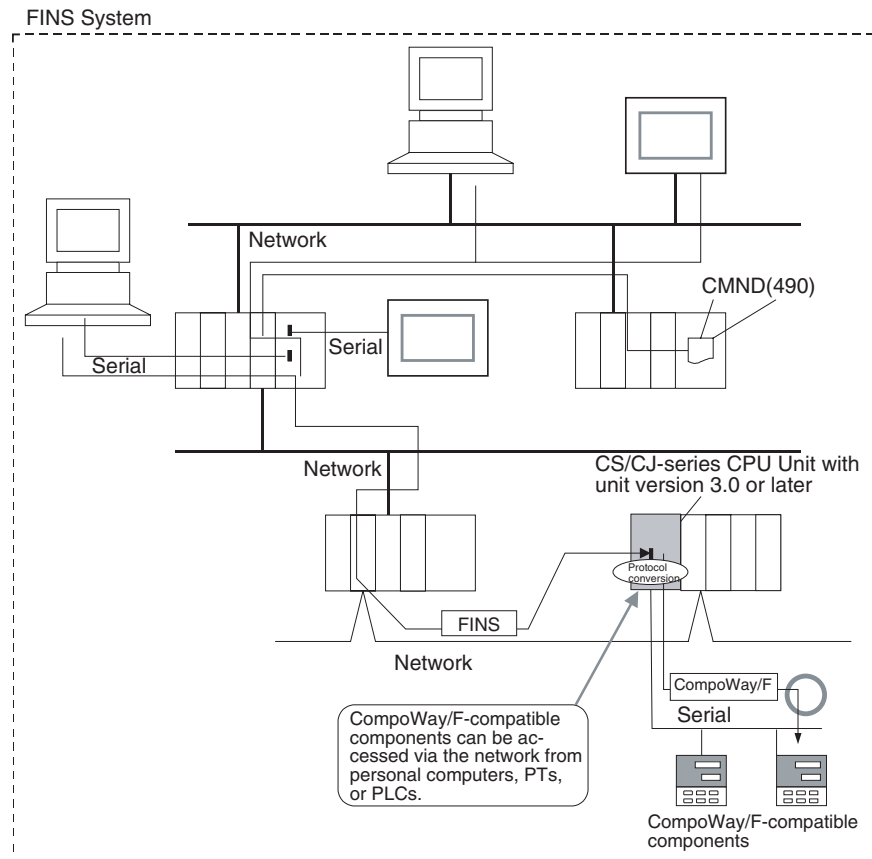 FINS System
Network
CMND(490)
Serial
Serial
Network
CS/CJ-series CPU Unit with
unit version 3.0 or later
Protocol
conversion
FINS
Network
CompoWay/F
Serial
CompoWay/F-compatible
components can be ac-
cessed via the network from
personal computers, PTs,
or PLCs.
CompoWay/F-compatible
components